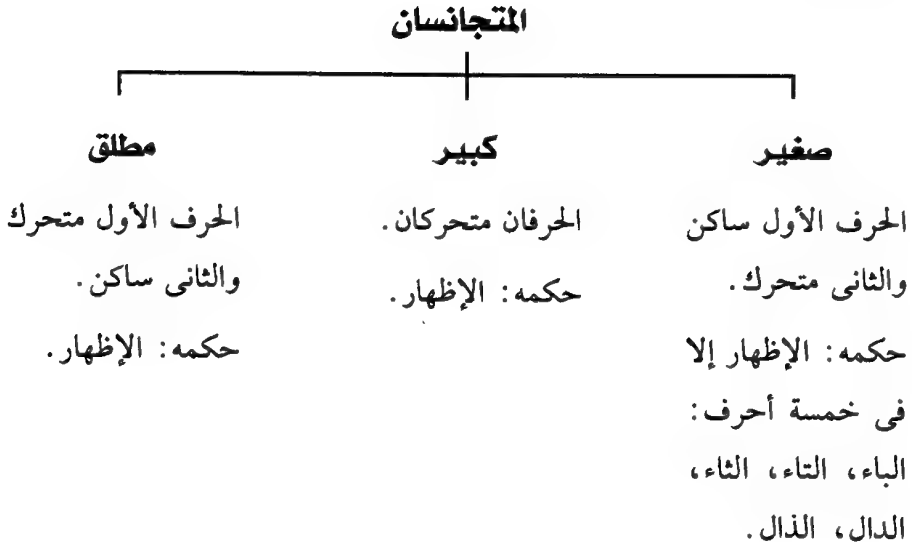 المتجانسان
صغير
الحرف الأول ساكن
والثانى متحرك.
حكمه: الإظهار إلا
فى خمسة أحرف:
الباء، التاء، الثاء،
الدال، الذال.
كبير
الحرفان متحركان.
حكمه: الإظهار.
مطلق
الحرف الأول متحرك
والثانى ساكن.
حكمه: الإظهار.